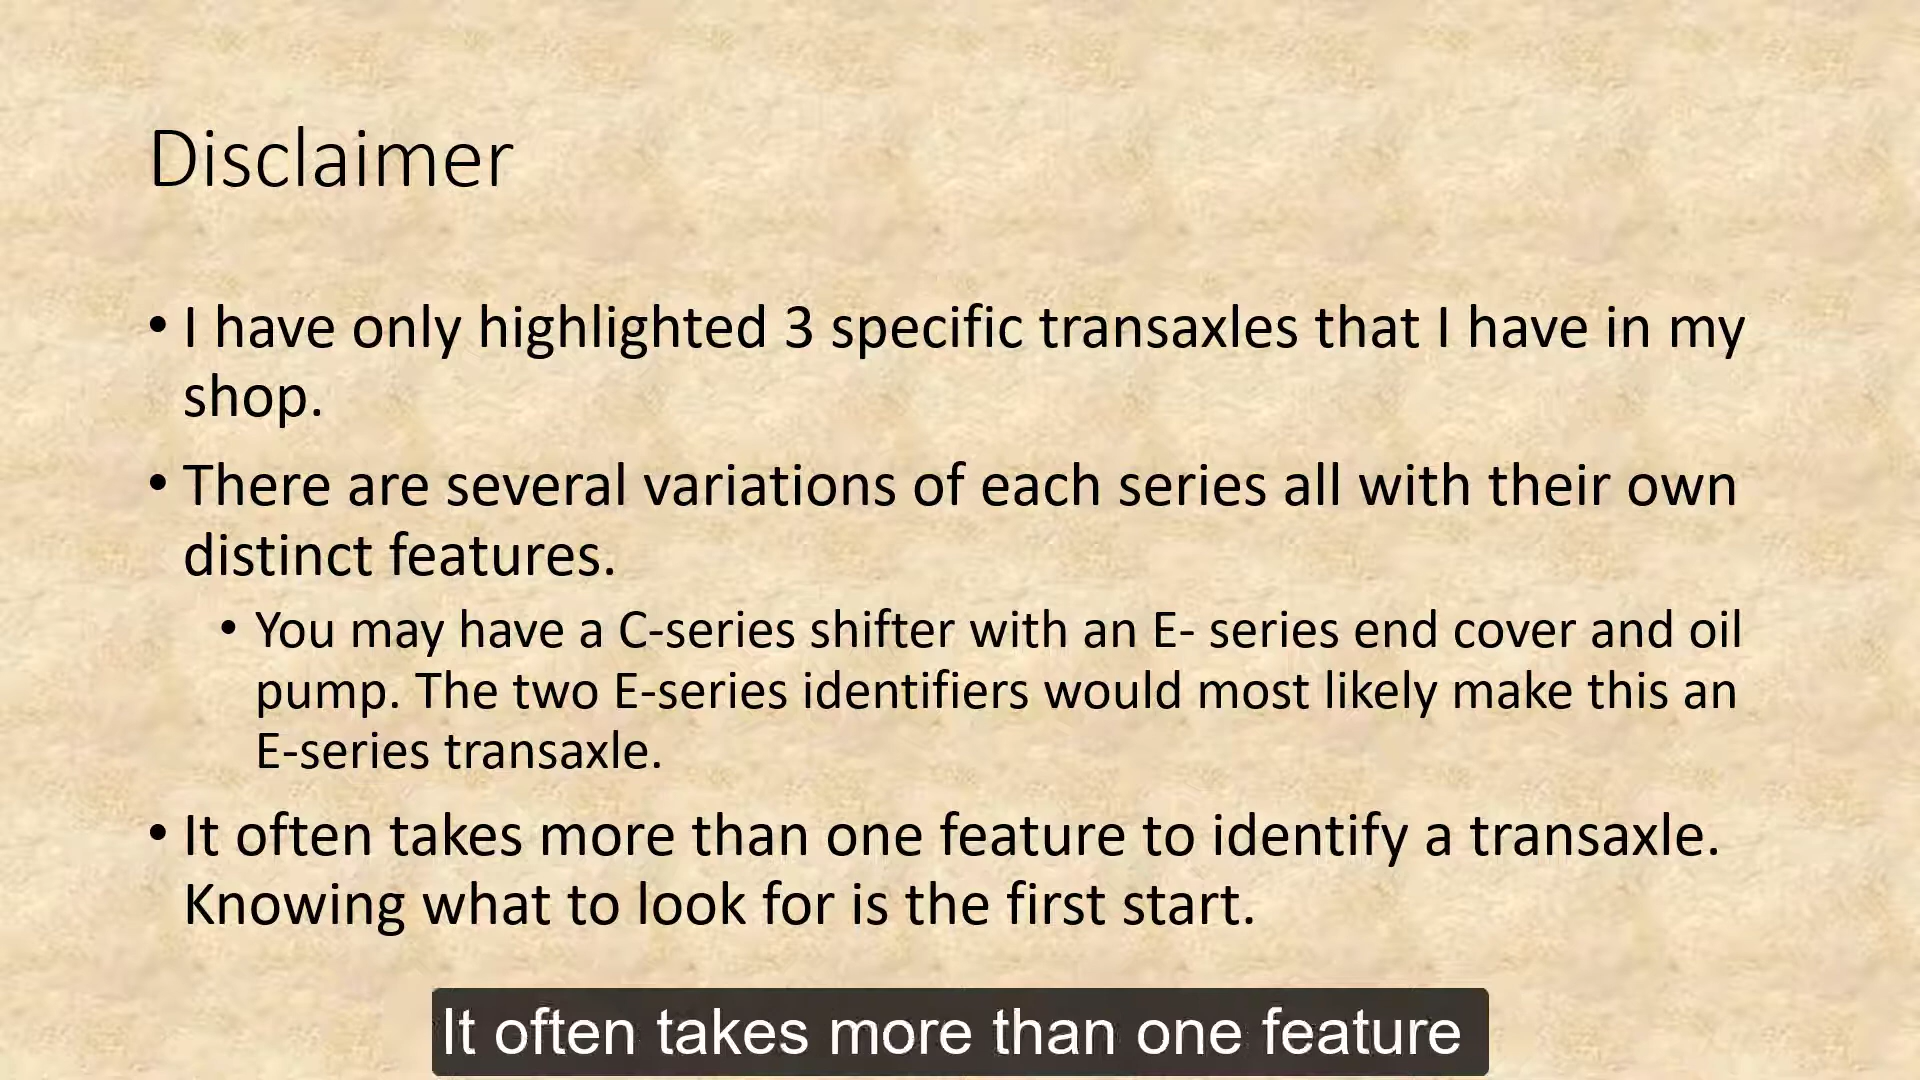 Disclaimer
• I have only highlighted 3 specific transaxles that I have in my
shop.
• There are several variations of each series all with their own
distinct features.
• You may have a C-series shifter with an E- series end cover and oil
pump. The two E-series identifiers would most likely make this an
E-series transaxle.
• It often takes more than one feature to identify a transaxle.
Knowing what to look for is the first start.
It often takes more than one feature